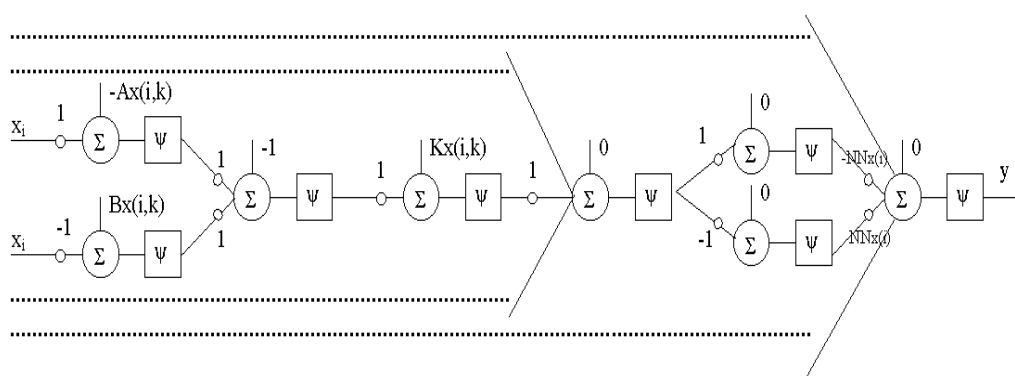 -Ax(i,k)
xi
1
Σ
ψ
1
-1
Σ
ψ
1
Kx(i,k)
Σ
ψ
1
0
Σ
ψ
1
0
Σ
ψ
-NNx(i)
0
Σ
ψ
y
Bx(i,k)
xi
-1
Σ
ψ
1
-1
0
Σ
ψ
NNx(i)